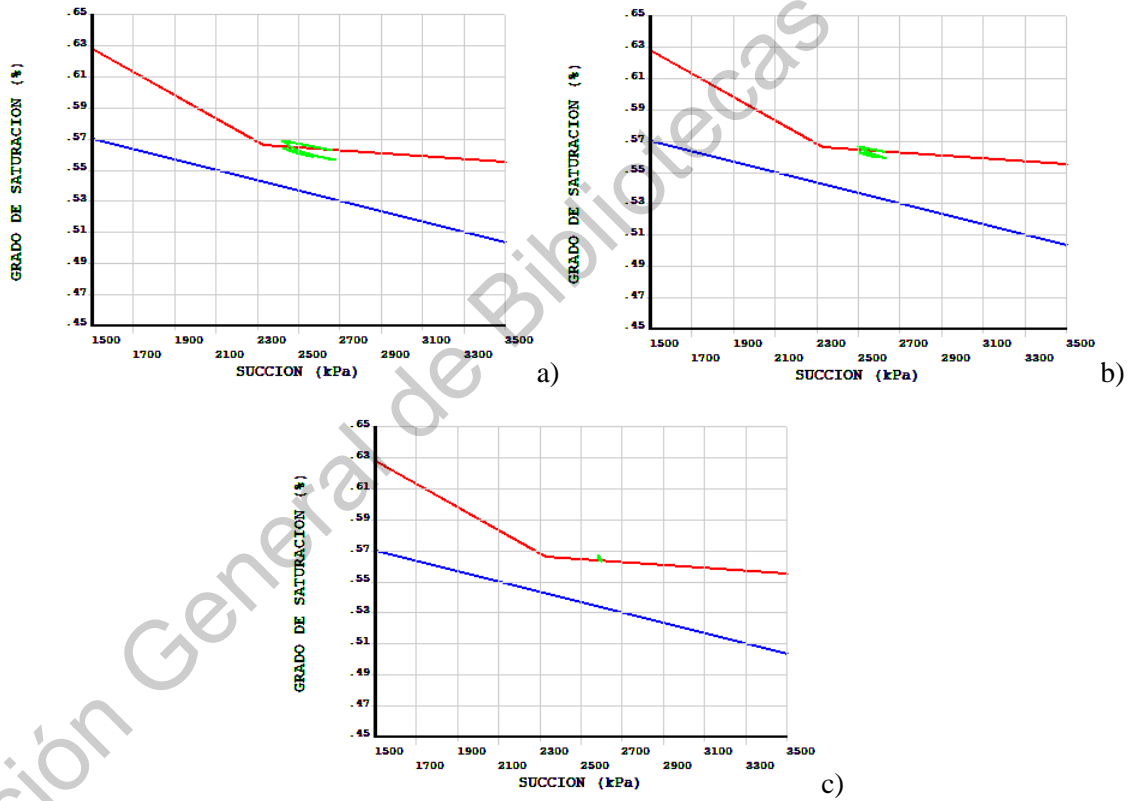 .65
.63
.61
.59
.57
.55
.53
.51
.49
.47
.45
GRADO DE SATURACION (%)
1500 1900 2300 2700 3100 3500
1700 2100 2500 2900 3300
SUCCION (kPa)
a)
.65
.63
.61
.59
.57
.55
.53
.51
.49
.47
.45
GRADO DE SATURACION (%)
1500 1900 2300 2700 3100 3500
1700 2100 2500 2900 3300
SUCCION (kPa)
b)
.65
.63
.61
.59
.57
.55
.53
.51
.49
.47
.45
GRADO DE SATURACION (%)
1500 1900 2300 2700 3100 3500
1700 2100 2500 2900 3300
SUCCION (kPa)
c)
ción General de Bibliotecas